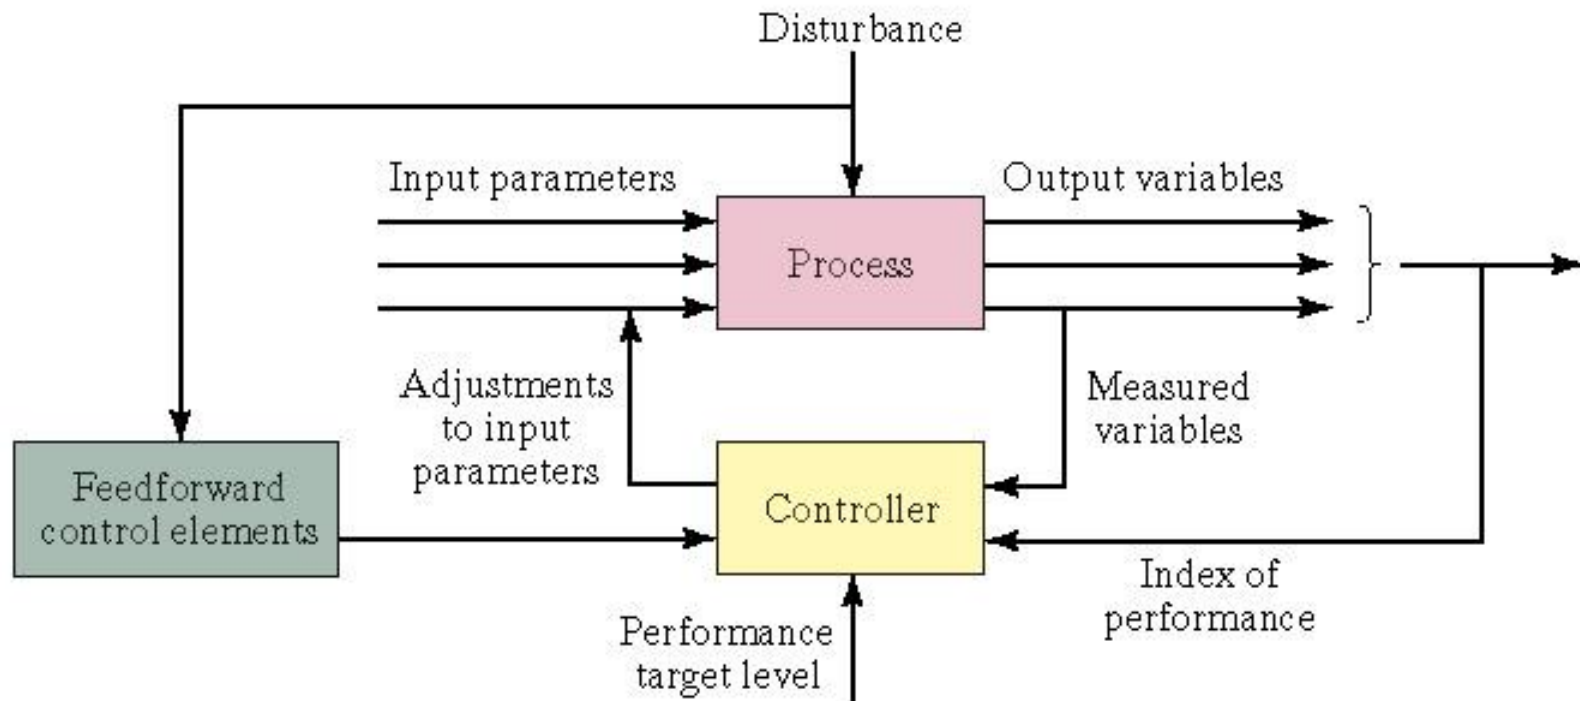 Disturbance
Input parameters
Output variables
Process
Adjustments
to input
parameters
Measured
variables
Feedforward
control elements
Controller
Index of
performance
Performance
target level